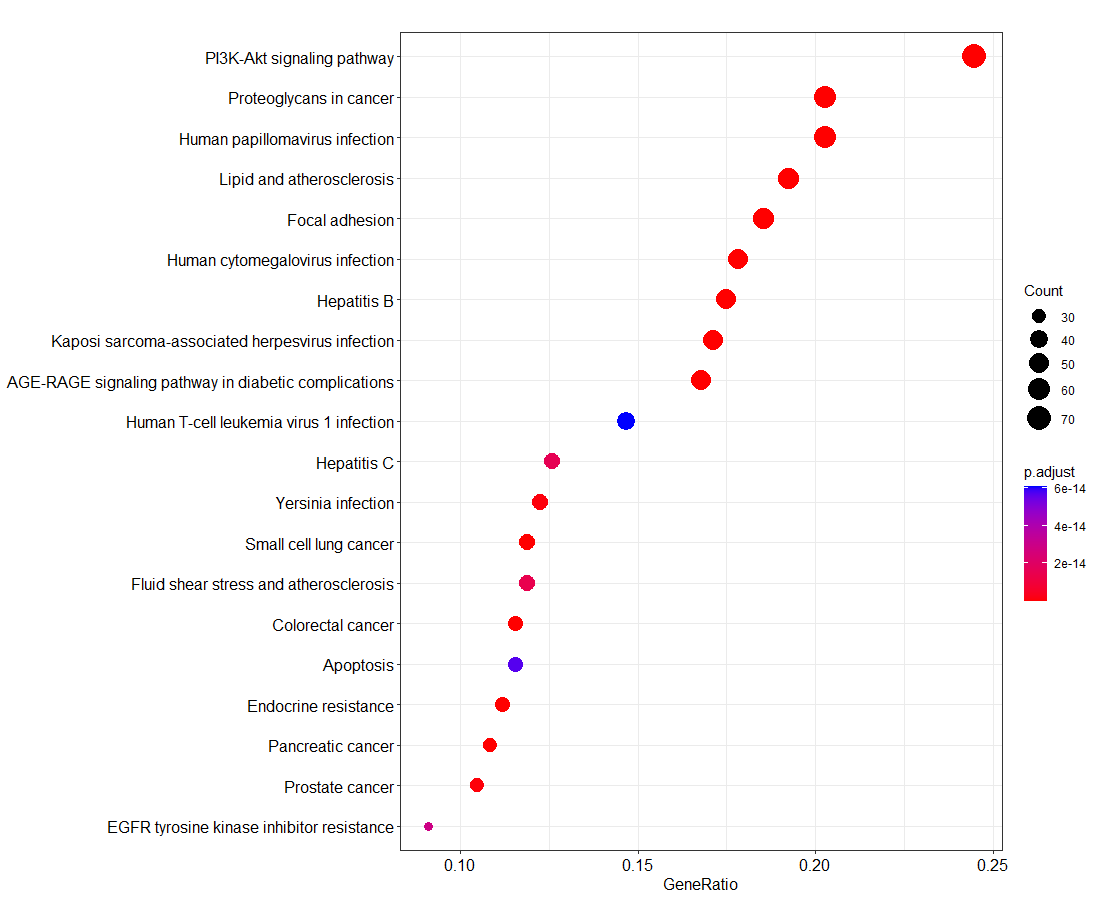 PI3K-Akt signaling pathway
Proteoglycans in cancer
Human papillomavirus infection
Lipid and atherosclerosis
Focal adhesion
Human cytomegalovirus infection
Hepatitis B
Kaposi sarcoma-associated herpesvirus infection
AGE-RAGE signaling pathway in diabetic complications
Human T-cell leukemia virus 1 infection
Hepatitis C
Yersinia infection
Small cell lung cancer
Fluid shear stress and atherosclerosis
Colorectal cancer
Apoptosis
Endocrine resistance
Pancreatic cancer
Prostate cancer
EGFR tyrosine kinase inhibitor resistance
0.10 0.15 0.20 0.25
GeneRatio
Count
30
40
50
60
70
p.adjust
6e-14
4e-14
2e-14